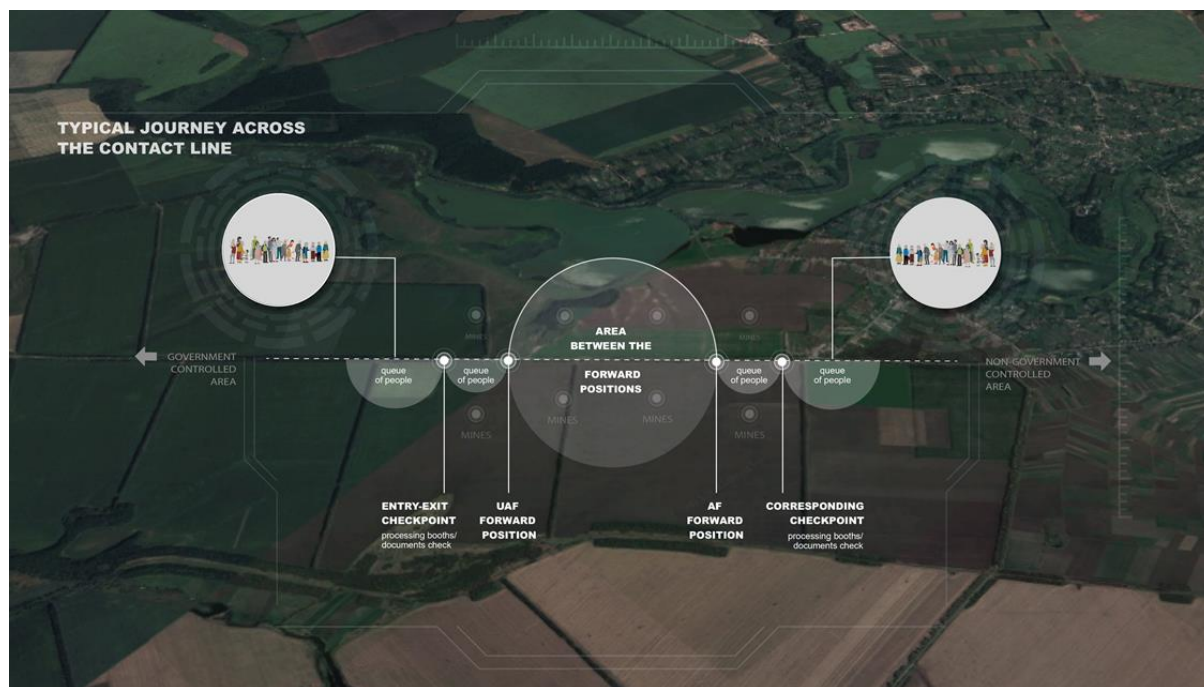 TYPICAL JOURNEY ACROSS
THE CONTACT LINE
GOVERNMENT
CONTROLLED
AREA
queue
of people
queue
of people
MINES
MINES
AREA
BETWEEN THE
FORWARD
POSITIONS
MINES
MINES
MINES
MINES
queue
of people
queue
of people
NON-GOVERNMENT
CONTROLLED
AREA
ENTRY-EXIT
CHECKPOINT
processing booths/
documents check
UAF
FORWARD
POSITION
AF
FORWARD
POSITION
CORRESPONDING
CHECKPOINT
processing booths/
documents check